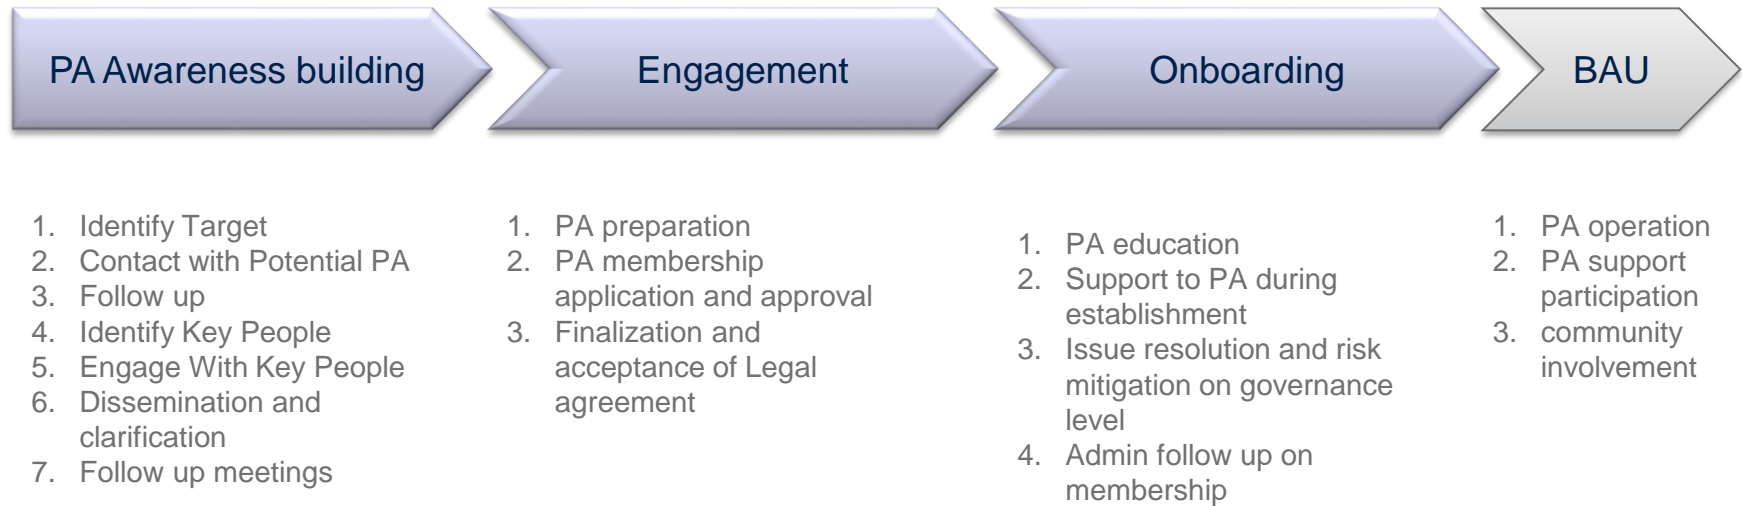 PA Awareness building
Engagement
Onboarding
BAU
1. Identify Target
2. Contact with Potential PA
3. Follow up
4. Identify Key People
5. Engage With Key People
6. Dissemination and
clarification
7. Follow up meetings
1. PA preparation
2. PA membership
application and approval
3. Finalization and
acceptance of Legal
agreement
1. PA education
2. Support to PA during
establishment
3. Issue resolution and risk
mitigation on governance
level
4. Admin follow up on
membership
1. PA operation
2. PA support
participation
3. community
involvement